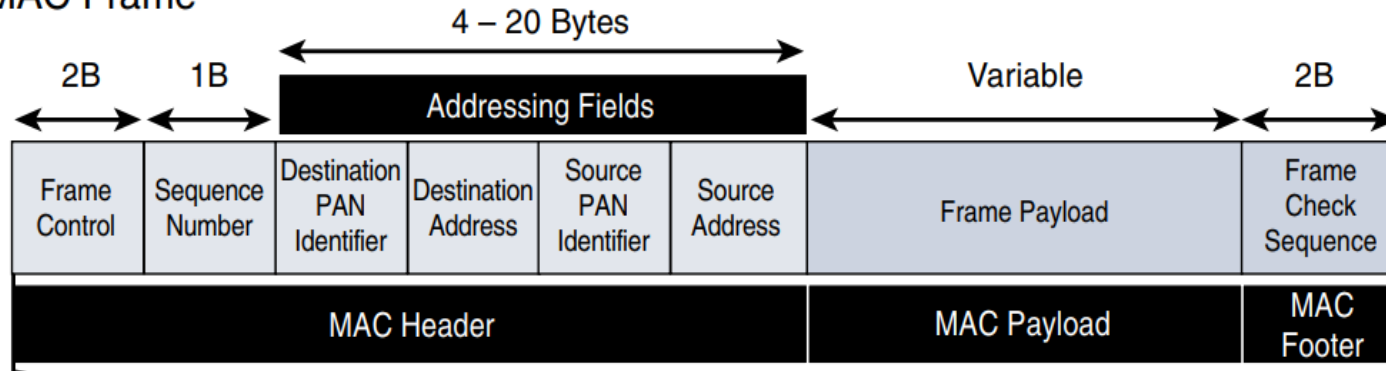 MAC Frame
4 – 20 Bytes
2B
1B
Variable
2B
Addressing Fields
Frame
Control
Sequence
Number
Destination
PAN
Identifier
Destination
Address
Source
PAN
Identifier
Source
Address
Frame Payload
Frame
Check
Sequence
MAC Header
MAC Payload
MAC
Footer